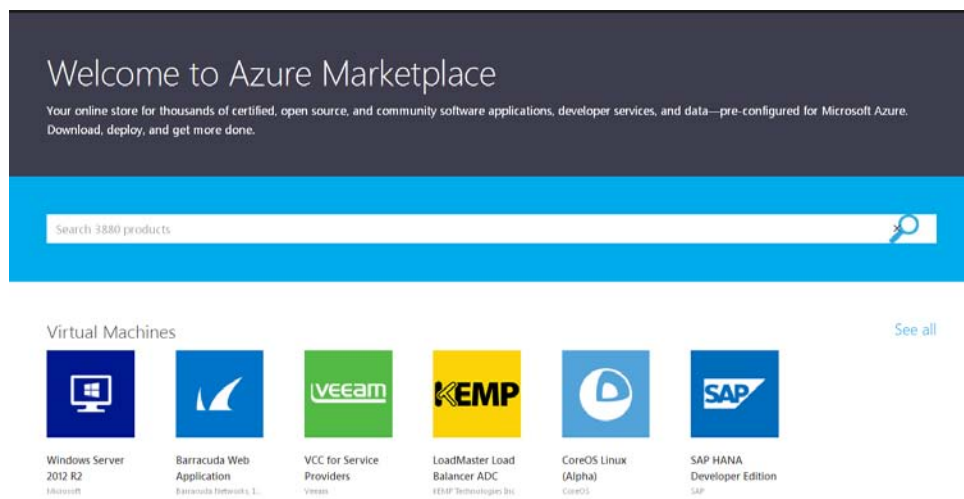 Welcome to Azure Marketplace
Your online store for thousands of certified, open source, and community software applications, developer services, and data—pre-configured for Microsoft Azure.
Download, deploy, and get more done.
Search 3880 products
Virtual Machines
See all
veeam
KEMP
SAP
Windows Server
2012 R2
Microsoft
Barracuda Web
Application
Barracuda Networks, I...
VCC for Service
Providers
Veeam
LoadMaster Load
Balancer ADC
KEMP Technologies Inc
CoreOS Linux
(Alpha)
CoreOS
SAP HANA
Developer Edition
SAP